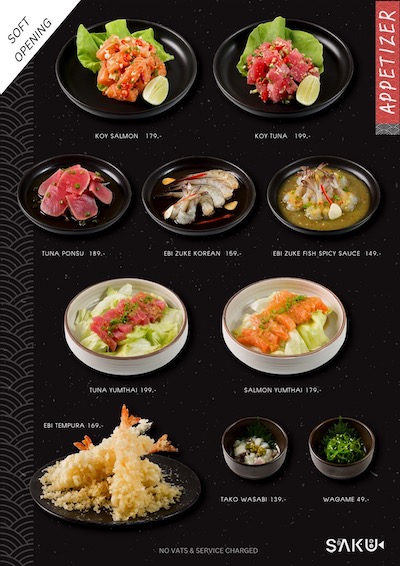 SOFT
OPENING
APPETIZER
KOY SALMON 179.-
KOY TUNA 199.-
TUNA PONSU 189.-
EBI ZUKE KOREAN 159.-
EBI ZUKE FISH SPICY SAUCE 149.-
TUNA YUMTHAI 199.-
SALMON YUMTHAI 179.-
EBI TEMPURA 169.-
TAKO WASABI 139.-
WAGAME 49.-
NO VATS & SERVICE CHARGED
SAKU